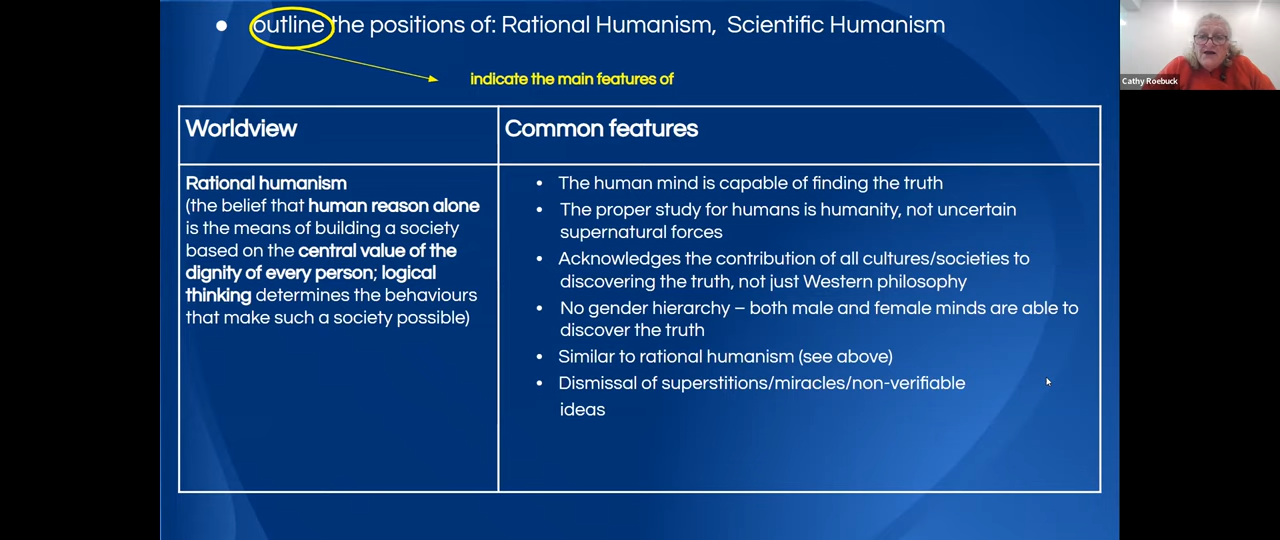 ● outline the positions of: Rational Humanism, Scientific Humanism
indicate the main features of
Cathy Roebuck
Worldview
Common features
Rational humanism
(the belief that human reason alone
is the means of building a society
based on the central value of the
dignity of every person; logical
thinking determines the behaviours
that make such a society possible)
• The human mind is capable of finding the truth
• The proper study for humans is humanity, not uncertain
supernatural forces
• Acknowledges the contribution of all cultures/societies to
discovering the truth, not just Western philosophy
• No gender hierarchy – both male and female minds are able to
discover the truth
• Similar to rational humanism (see above)
• Dismissal of superstitions/miracles/non-verifiable
ideas